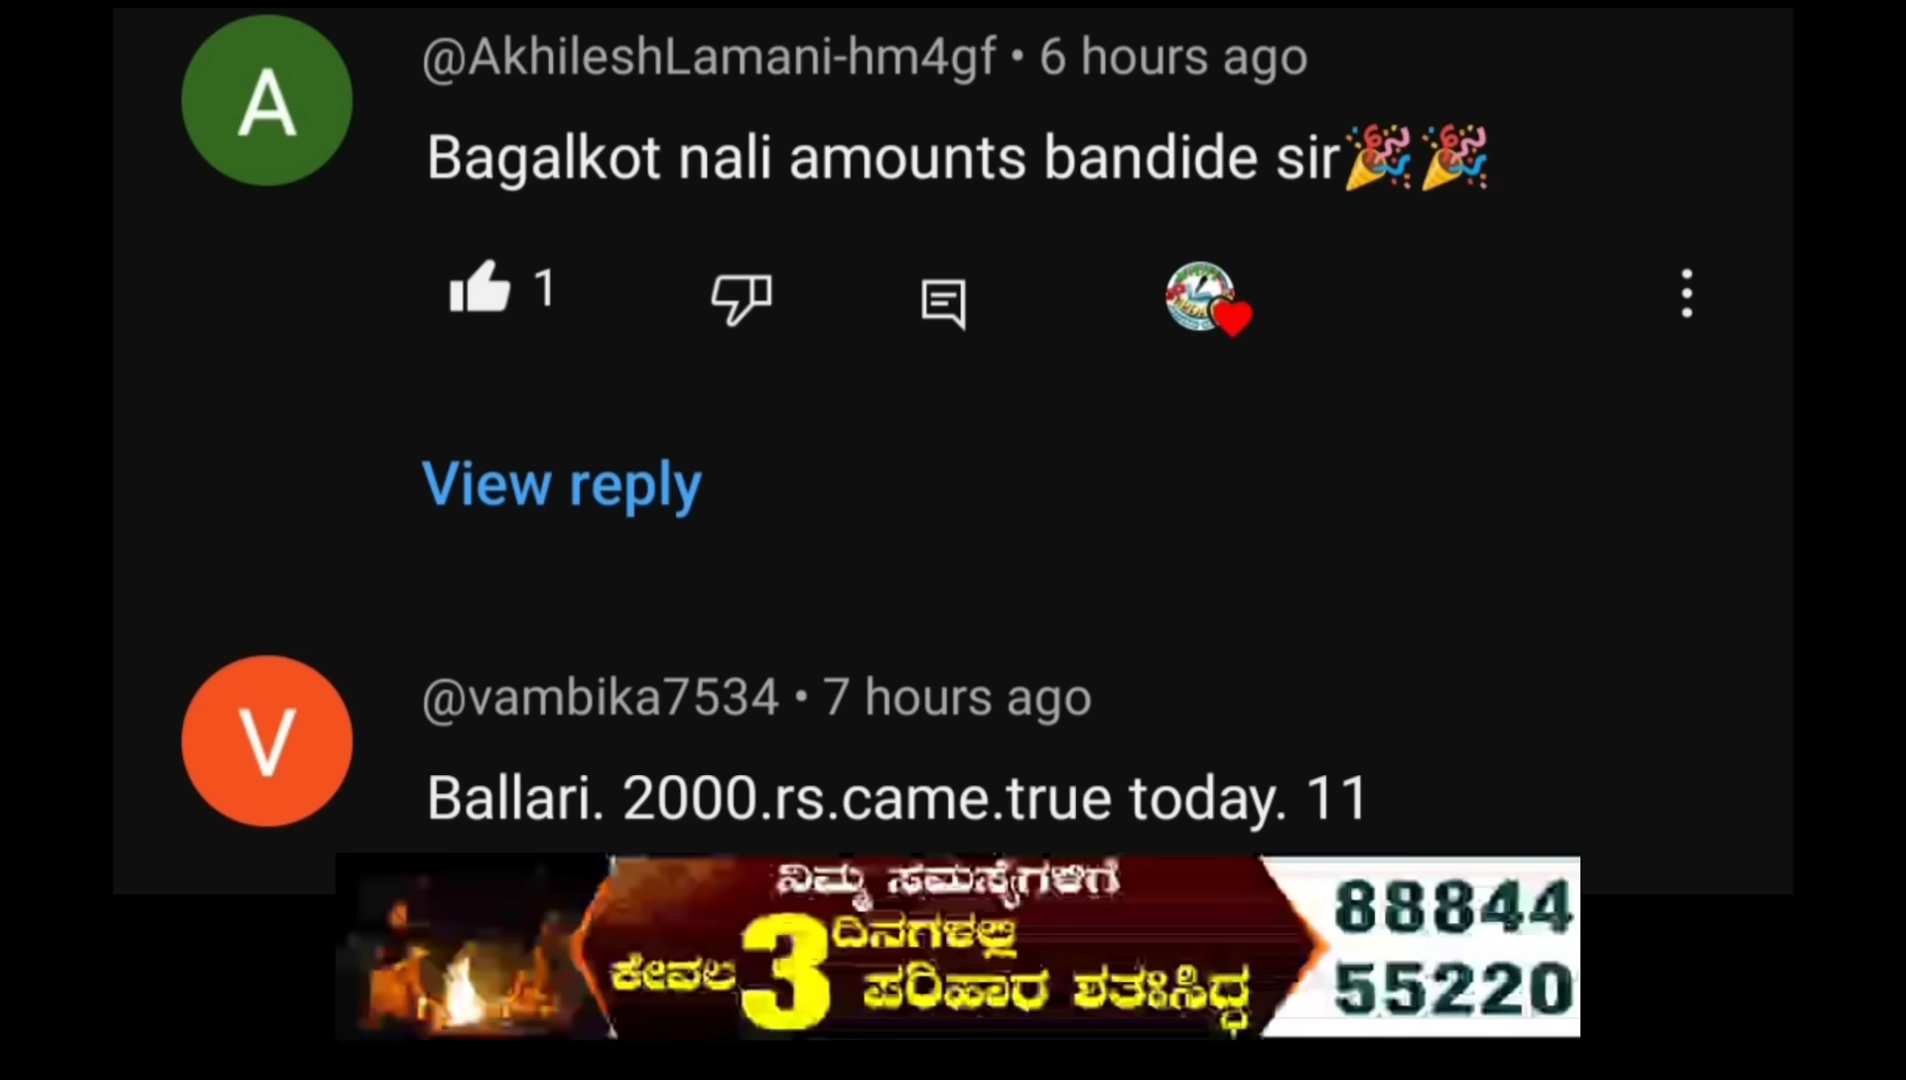 A
@AkhileshLamani-hm4gf • 6 hours ago
Bagalkot nali amounts bandide sir🎉🎉
1
View reply
V
@vambika7534 • 7 hours ago
Ballari. 2000.rs.came.true today. 11
ನಿಮ್ಮ ಸಮಸ್ಯೆಗಳಿಗೆ
ಕೇವಲ 3 ದಿನಗಳಲ್ಲಿ
ಪರಿಹಾರ ಶತಃಸಿದ್ಧ
88844
55220